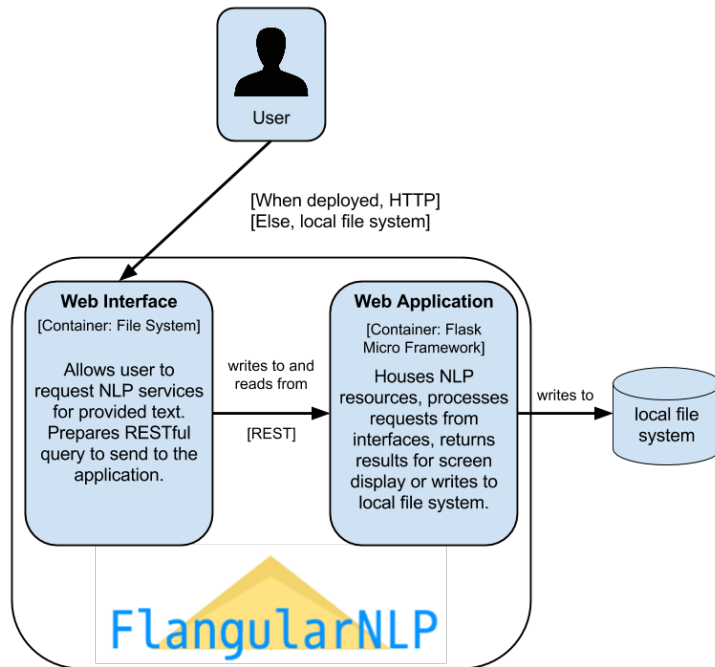 User
[When deployed, HTTP]
[Else, local file system]
Web Interface
[Container: File System]
Allows user to
request NLP services
for provided text.
Prepares RESTful
query to send to the
application.
writes to and
reads from
[REST]
Web Application
[Container: Flask
Micro Framework]
Houses NLP
resources, processes
requests from
interfaces, returns
results for screen
display or writes to
local file system.
writes to
local file
system
FlangularNLP